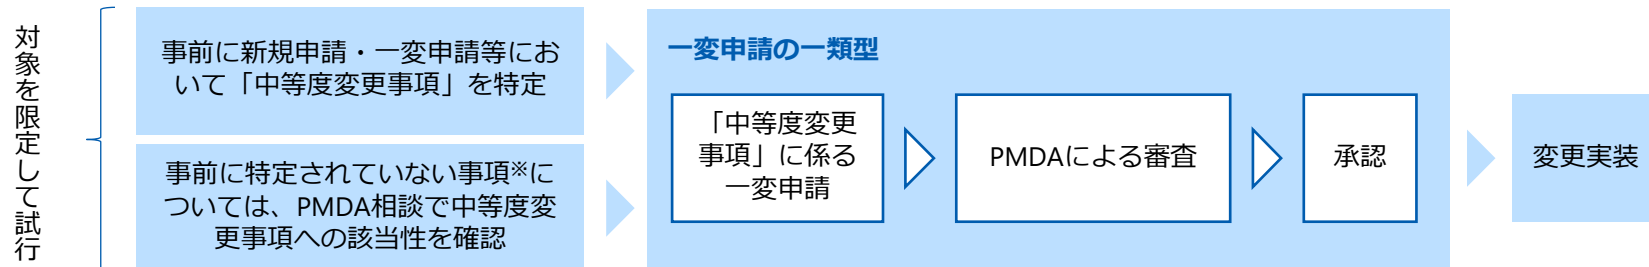 対象を限定して試行
事前に新規申請・一変申請等にお
いて「中等度変更事項」を特定
事前に特定されていない事項※に
ついては、PMDA相談で中等度変
更事項への該当性を確認
一変申請の一類型
「中等度変更
事項」に係る
一変申請
PMDAによる審査
承認
変更実装